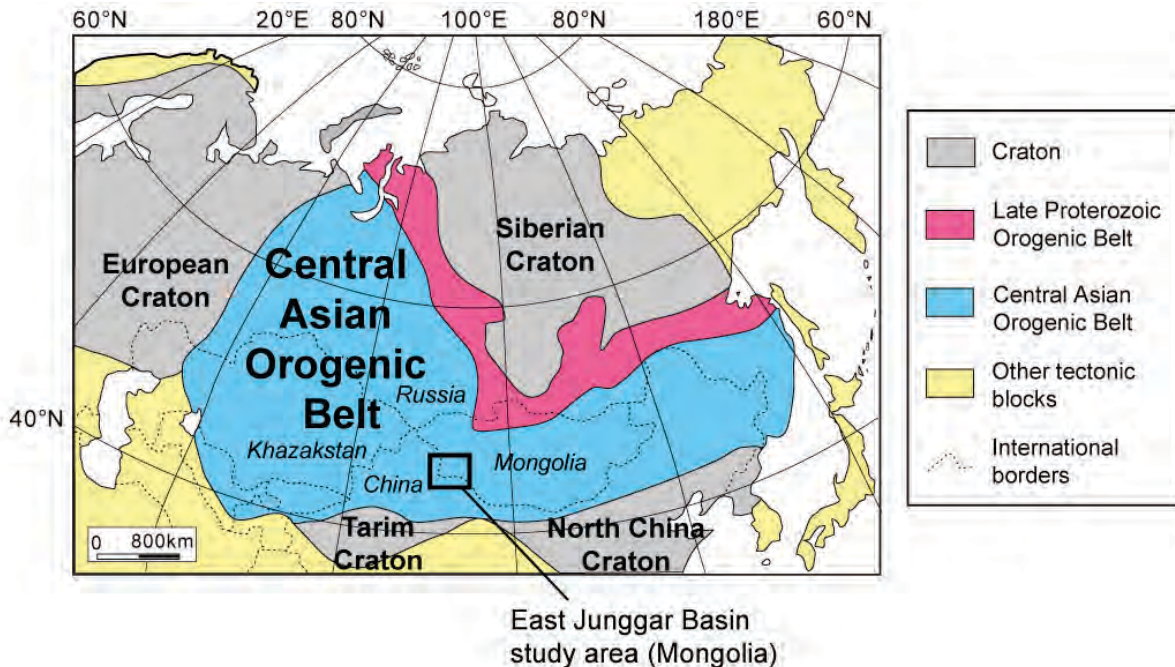 60°N 20°E 80°N 100°E 80°N 180°E 60°N
Siberian
Craton
European
Craton
Central
Asian
Orogenic
Belt
Russia
40°N
Khazakstan
Mongolia
China
Tarim
Craton
North China
Craton
0 800km
East Junggar Basin
study area (Mongolia)
Craton
Late Proterozoic
Orogenic Belt
Central Asian
Orogenic Belt
Other tectonic
blocks
International
borders